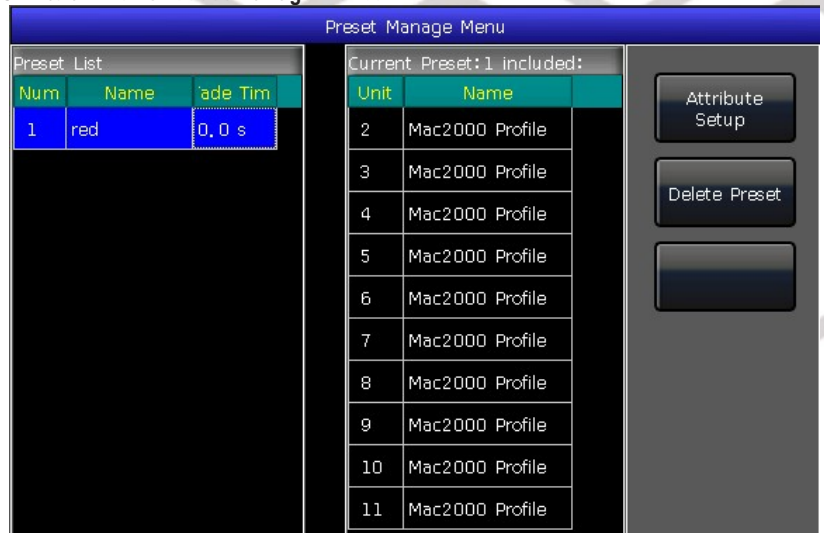 Preset Manage Menu
Preset List
Num Name ade Tim
1 red 0.0 s
Current Preset:1 included:
Unit Name
2 Mac2000 Profile
3 Mac2000 Profile
4 Mac2000 Profile
5 Mac2000 Profile
6 Mac2000 Profile
7 Mac2000 Profile
8 Mac2000 Profile
9 Mac2000 Profile
10 Mac2000 Profile
11 Mac2000 Profile
Attribute
Setup
Delete Preset